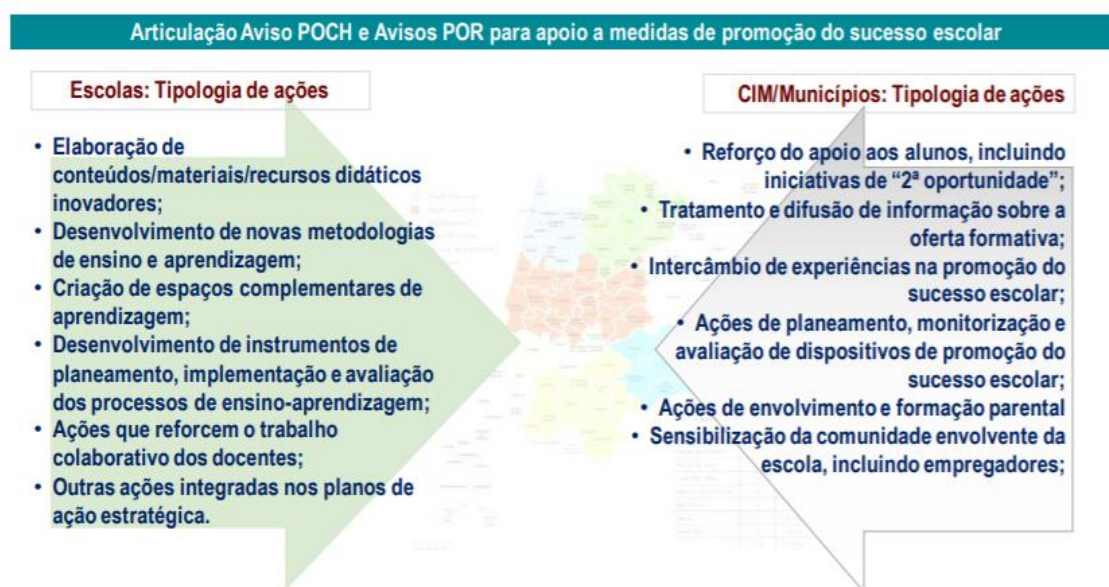 Articulação Aviso POCH e Avisos POR para apoio a medidas de promoção do sucesso escolar
Escolas: Tipologia de ações
• Elaboração de
conteúdos/materiais/recursos didáticos
inovadores;
• Desenvolvimento de novas metodologias
de ensino e aprendizagem;
• Criação de espaços complementares de
aprendizagem;
• Desenvolvimento de instrumentos de
planeamento, implementação e avaliação
dos processos de ensino-aprendizagem;
• Ações que reforcem o trabalho
colaborativo dos docentes;
• Outras ações integradas nos planos de
ação estratégica.
CIM/Municípios: Tipologia de ações
• Reforço do apoio aos alunos, incluindo
iniciativas de “2ª oportunidade”;
• Tratamento e difusão de informação sobre a
oferta formativa;
• Intercâmbio de experiências na promoção do
sucesso escolar;
• Ações de planeamento, monitorização e
avaliação de dispositivos de promoção do
sucesso escolar;
• Ações de envolvimento e formação parental
• Sensibilização da comunidade envolvente da
escola, incluindo empregadores;